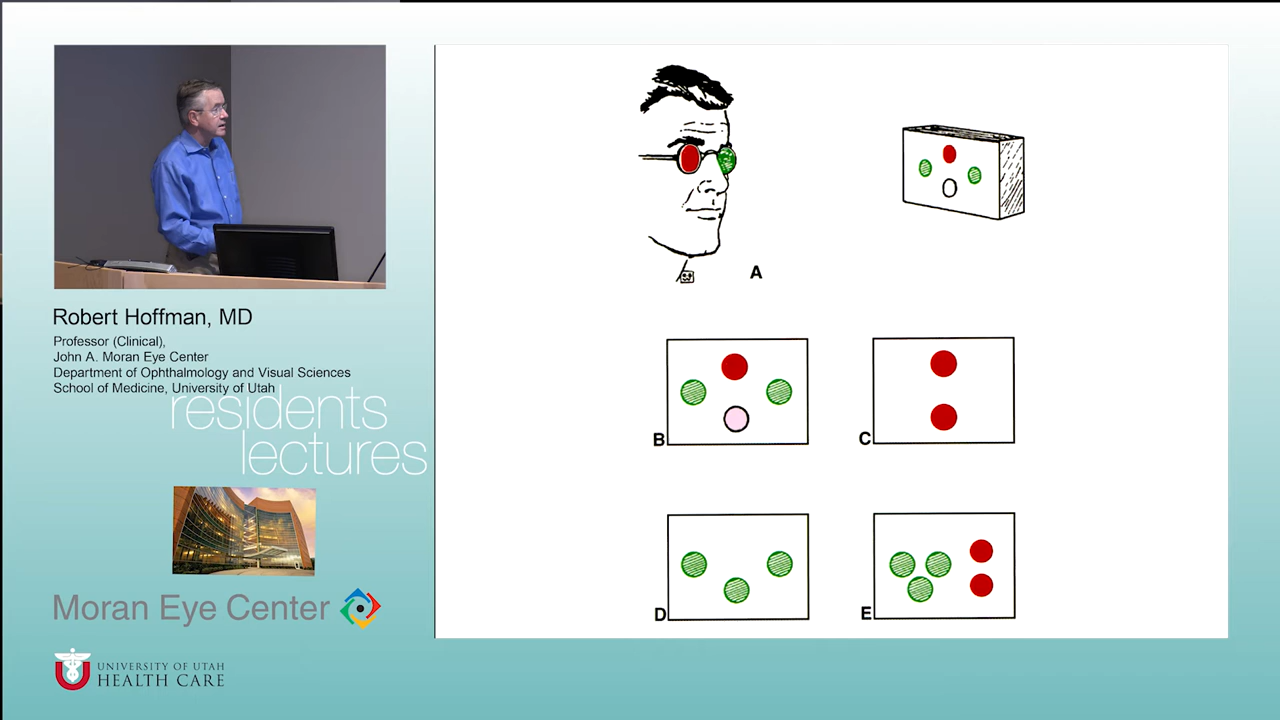 Robert Hoffman, MD
Professor (Clinical),
John A. Moran Eye Center
Department of Ophthalmology and Visual Sciences
School of Medicine, University of Utah
residents
lectures
Moran Eye Center
UNIVERSITY OF UTAH
HEALTH CARE
A
B
C
D
E